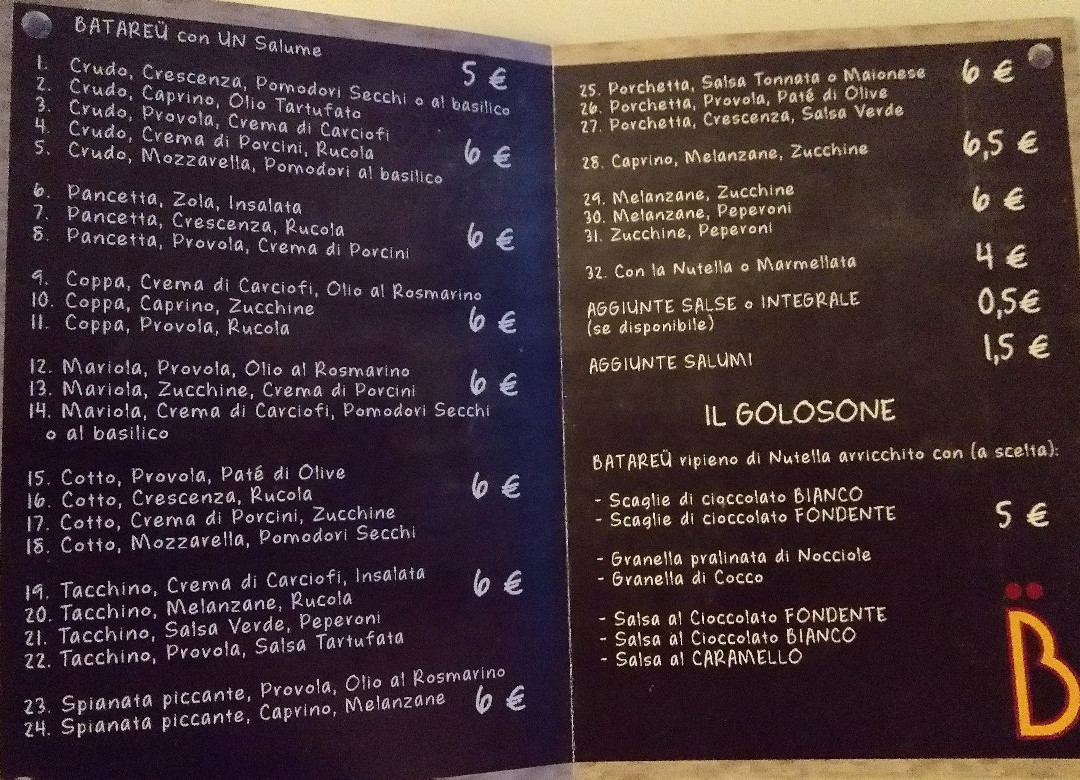 BATAREÜ con UN Salume 5 €
1. Crudo, Crescenza, Pomodori Secchi o al basilico
2. Crudo, Caprino, Olio Tartufato
3. Crudo, Provola, Crema di Carciofi
4. Crudo, Crema di Porcini, Rucola 6 €
5. Crudo, Mozzarella, Pomodori al basilico
6. Pancetta, Zola, Insalata
7. Pancetta, Crescenza, Rucola 6 €
8. Pancetta, Provola, Crema di Porcini
9. Coppa, Crema di Carciofi, Olio al Rosmarino
10. Coppa, Caprino, Zucchine 6 €
11. Coppa, Provola, Rucola
12. Mariola, Provola, Olio al Rosmarino
13. Mariola, Zucchine, Crema di Porcini 6 €
14. Mariola, Crema di Carciofi, Pomodori Secchi
o al basilico
15. Cotto, Provola, Paté di Olive
16. Cotto, Crescenza, Rucola 6 €
17. Cotto, Crema di Porcini, Zucchine
18. Cotto, Mozzarella, Pomodori Secchi
19. Tacchino, Crema di Carciofi, Insalata 6 €
20. Tacchino, Melanzane, Rucola
21. Tacchino, Salsa Verde, Peperoni
22. Tacchino, Provola, Salsa Tartufata
23. Spianata piccante, Provola, Olio al Rosmarino
24. Spianata piccante, Caprino, Melanzane 6 €
25. Porchetta, Salsa Tonnata o Maionese 6 €
26. Porchetta, Provola, Paté di Olive
27. Porchetta, Crescenza, Salsa Verde
28. Caprino, Melanzane, Zucchine 6,5 €
29. Melanzane, Zucchine 6 €
30. Melanzane, Peperoni
31. Zucchine, Peperoni
32. Con la Nutella o Marmellata 4 €
AGGIUNTE SALSE o INTEGRALE 0,5€
(se disponibile)
AGGIUNTE SALUMI 1,5 €
IL GOLOSONE
BATAREÜ ripieno di Nutella arricchito con (a scelta):
- Scaglie di cioccolato BIANCO
- Scaglie di cioccolato FONDENTE 5 €
- Granella pralinata di Nocciole
- Granella di Cocco
- Salsa al Cioccolato FONDENTE
- Salsa al Cioccolato BIANCO
- Salsa al CARAMELLO
B̈